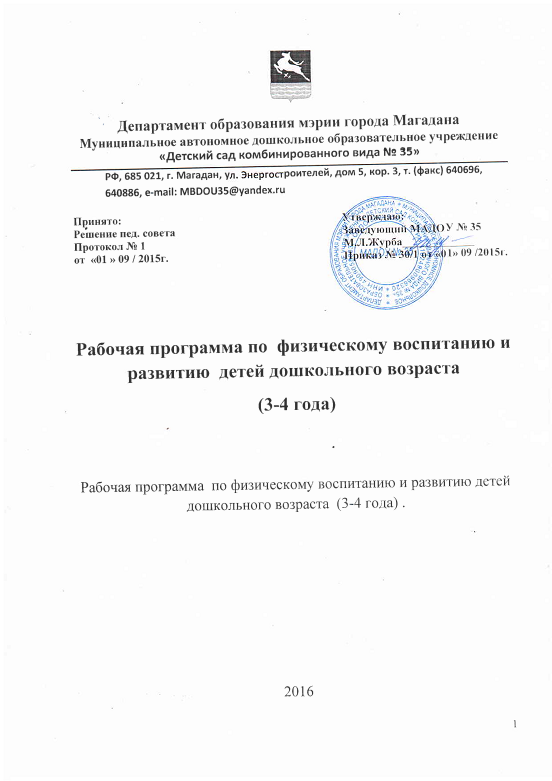 Департамент образования мэрии города Магадана
Муниципальное автономное дошкольное образовательное учреждение
«Детский сад комбинированного вида № 35»
РФ, 685 021, г. Магадан, ул. Энергостроителей, дом 5, кор. 3, т. (факс) 640696,
640886, e-mail: MBDOU35@yandex.ru
Принято:
Решение пед. совета
Протокол № 1
от «01 » 09 / 2015г.
Утверждаю:
Заведующий МАДОУ № 35
М.Л.Журба
Приказ № 30/1 от «01» 09 /2015г.
Рабочая программа по  физическому воспитанию и
развитию  детей дошкольного возраста
(3-4 года)
Рабочая программа  по физическому воспитанию и развитию детей
дошкольного возраста  (3-4 года) .
2016
1